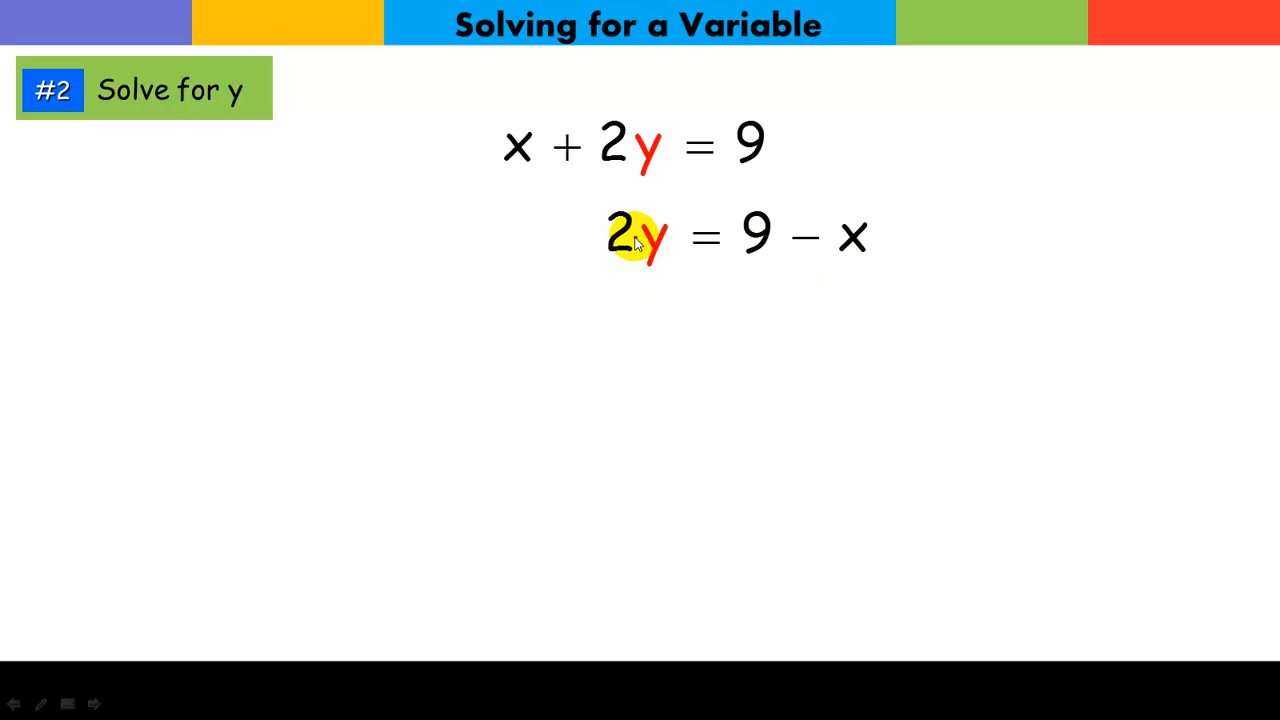 Solving for a Variable
#2 Solve for y
x + 2y = 9
2y = 9 − x